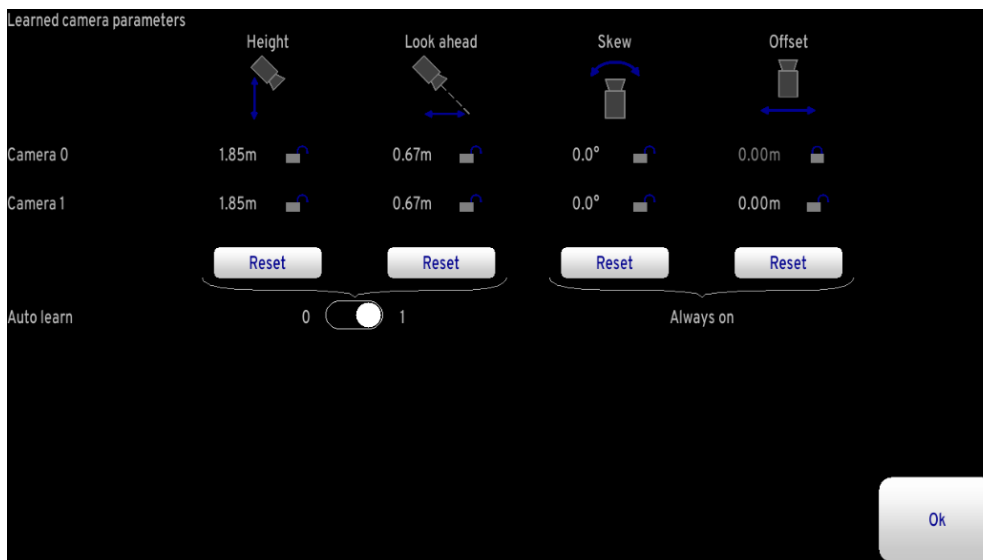 Learned camera parameters
Height Look ahead Skew Offset
Camera 0 1.85m 0.67m 0.0° 0.00m
Camera 1 1.85m 0.67m 0.0° 0.00m
Reset Reset Reset Reset
Auto learn 0 1 Always on
Ok